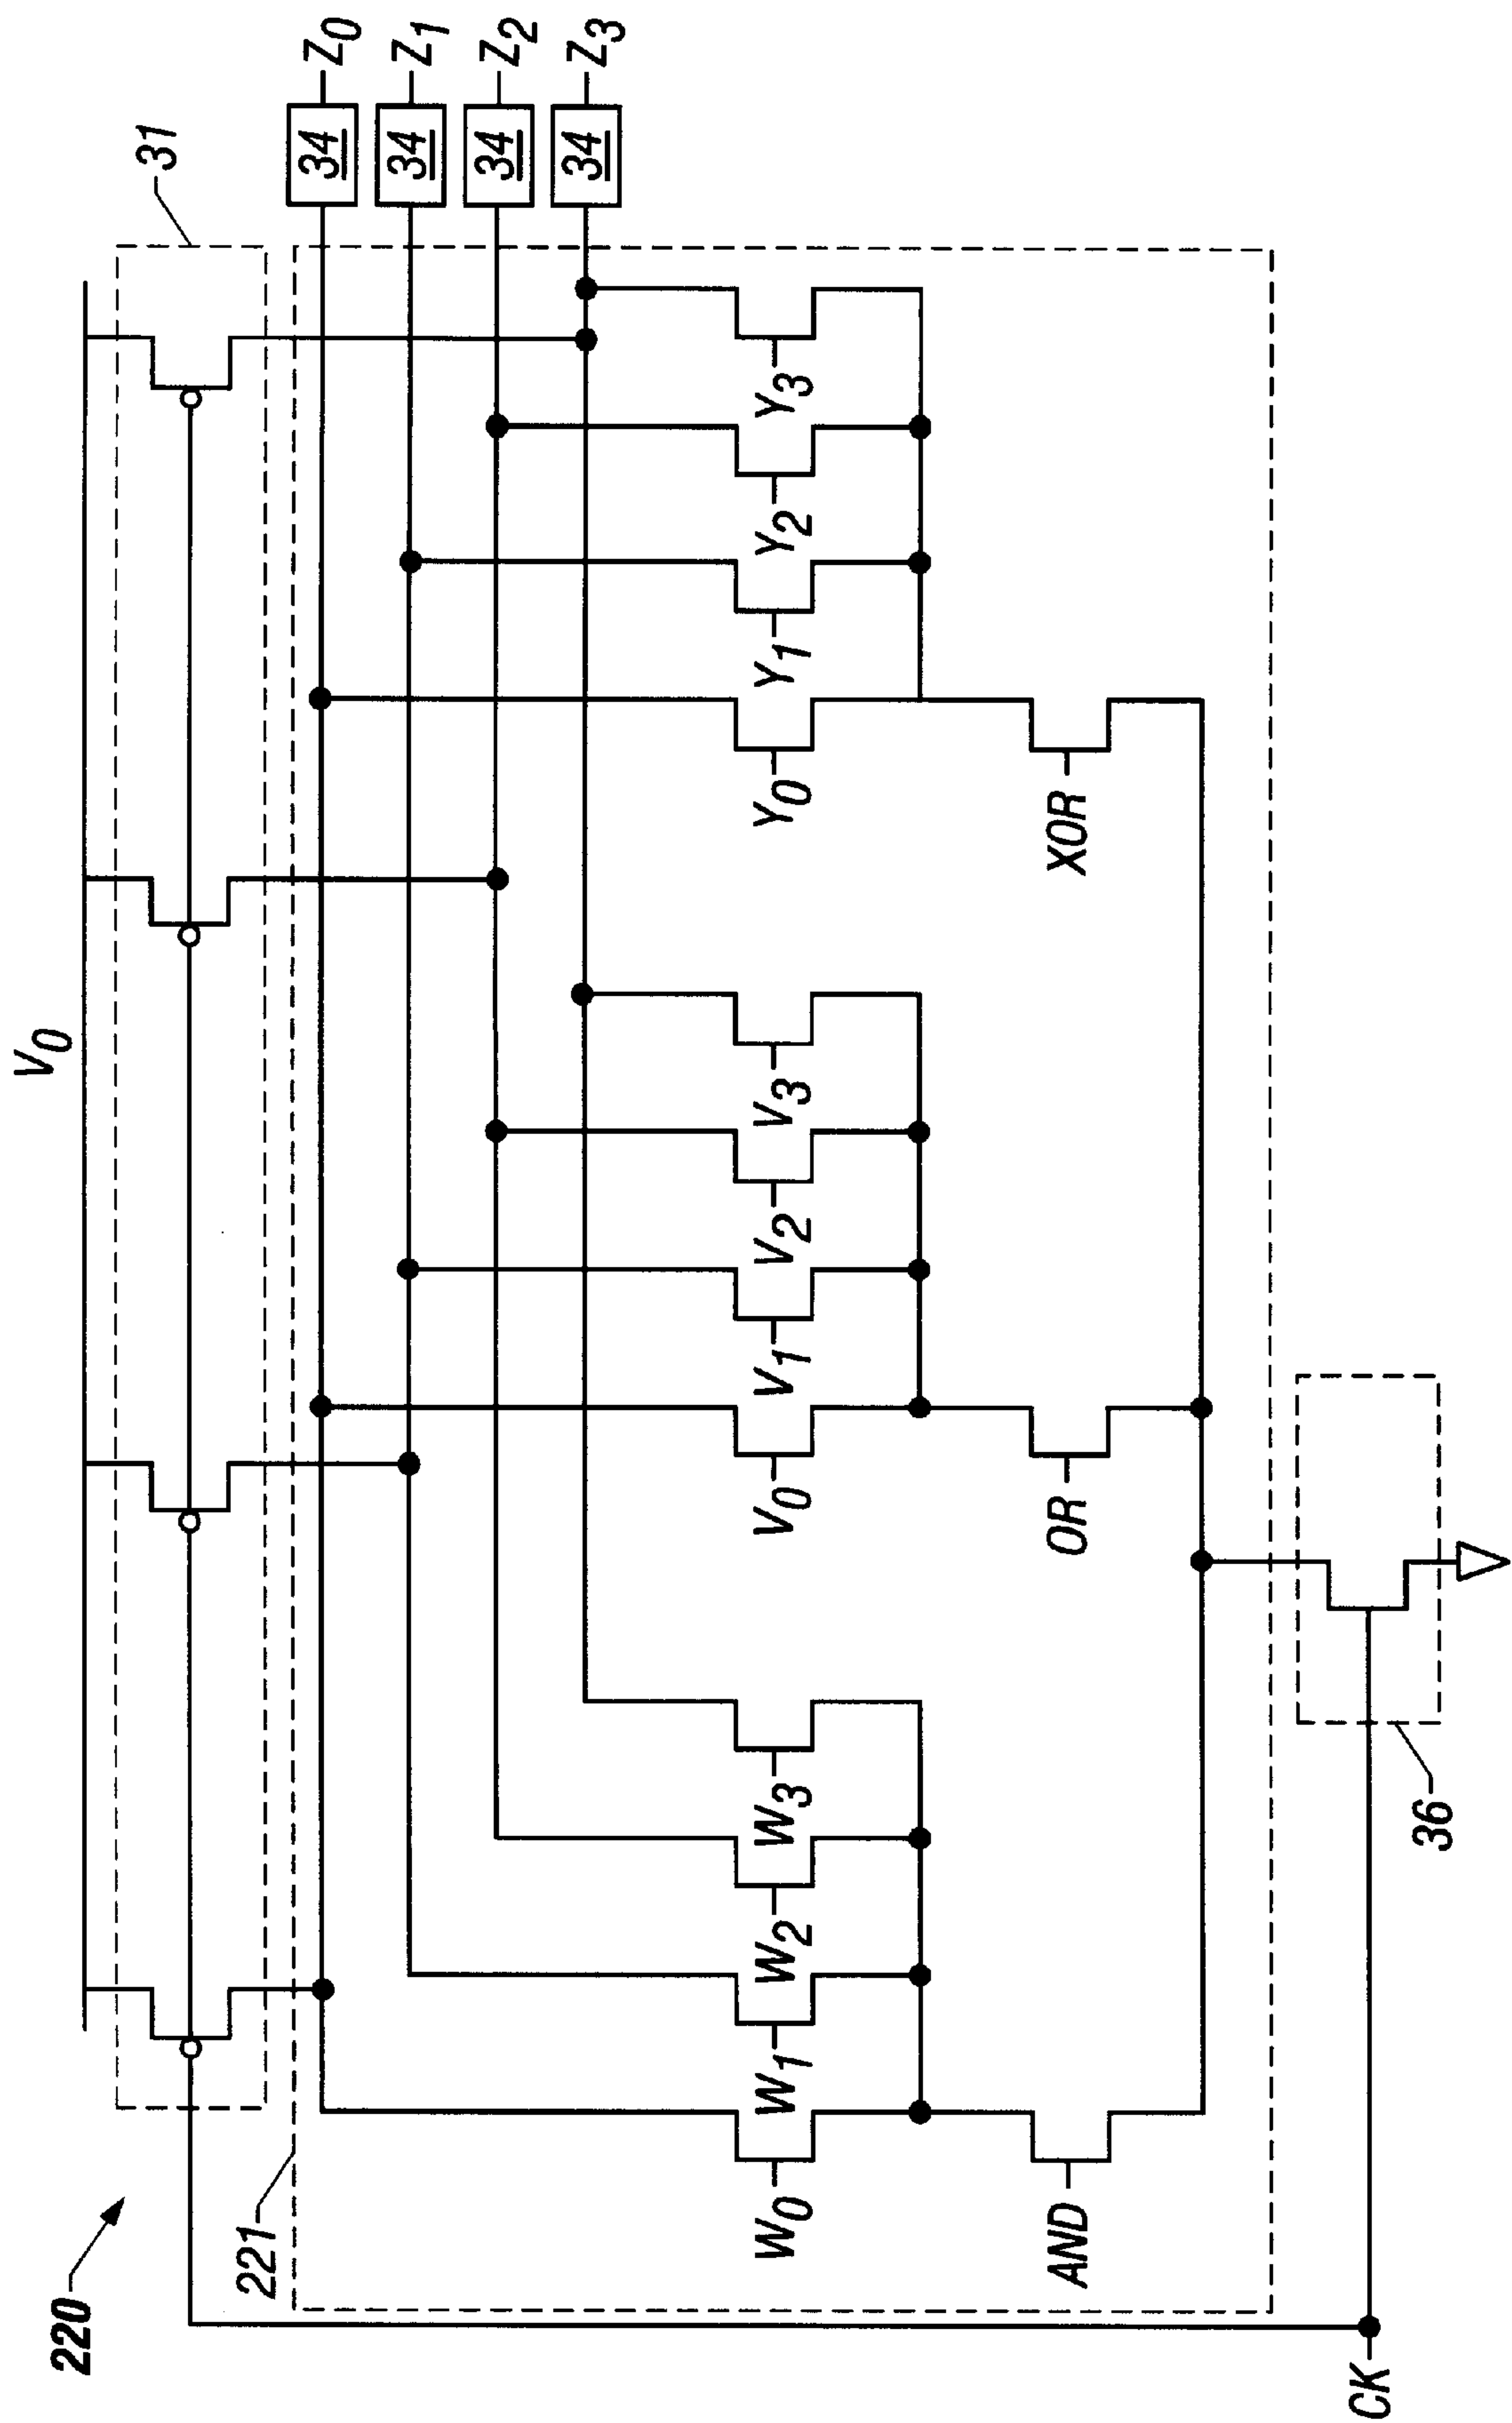 220
V0
31
34 Z0
34 Z1
34 Z2
34 Z3
221
W0 W1 W2 W3 V0 V1 V2 V3 Y0 Y1 Y2 Y3
AND OR XOR
36
CK